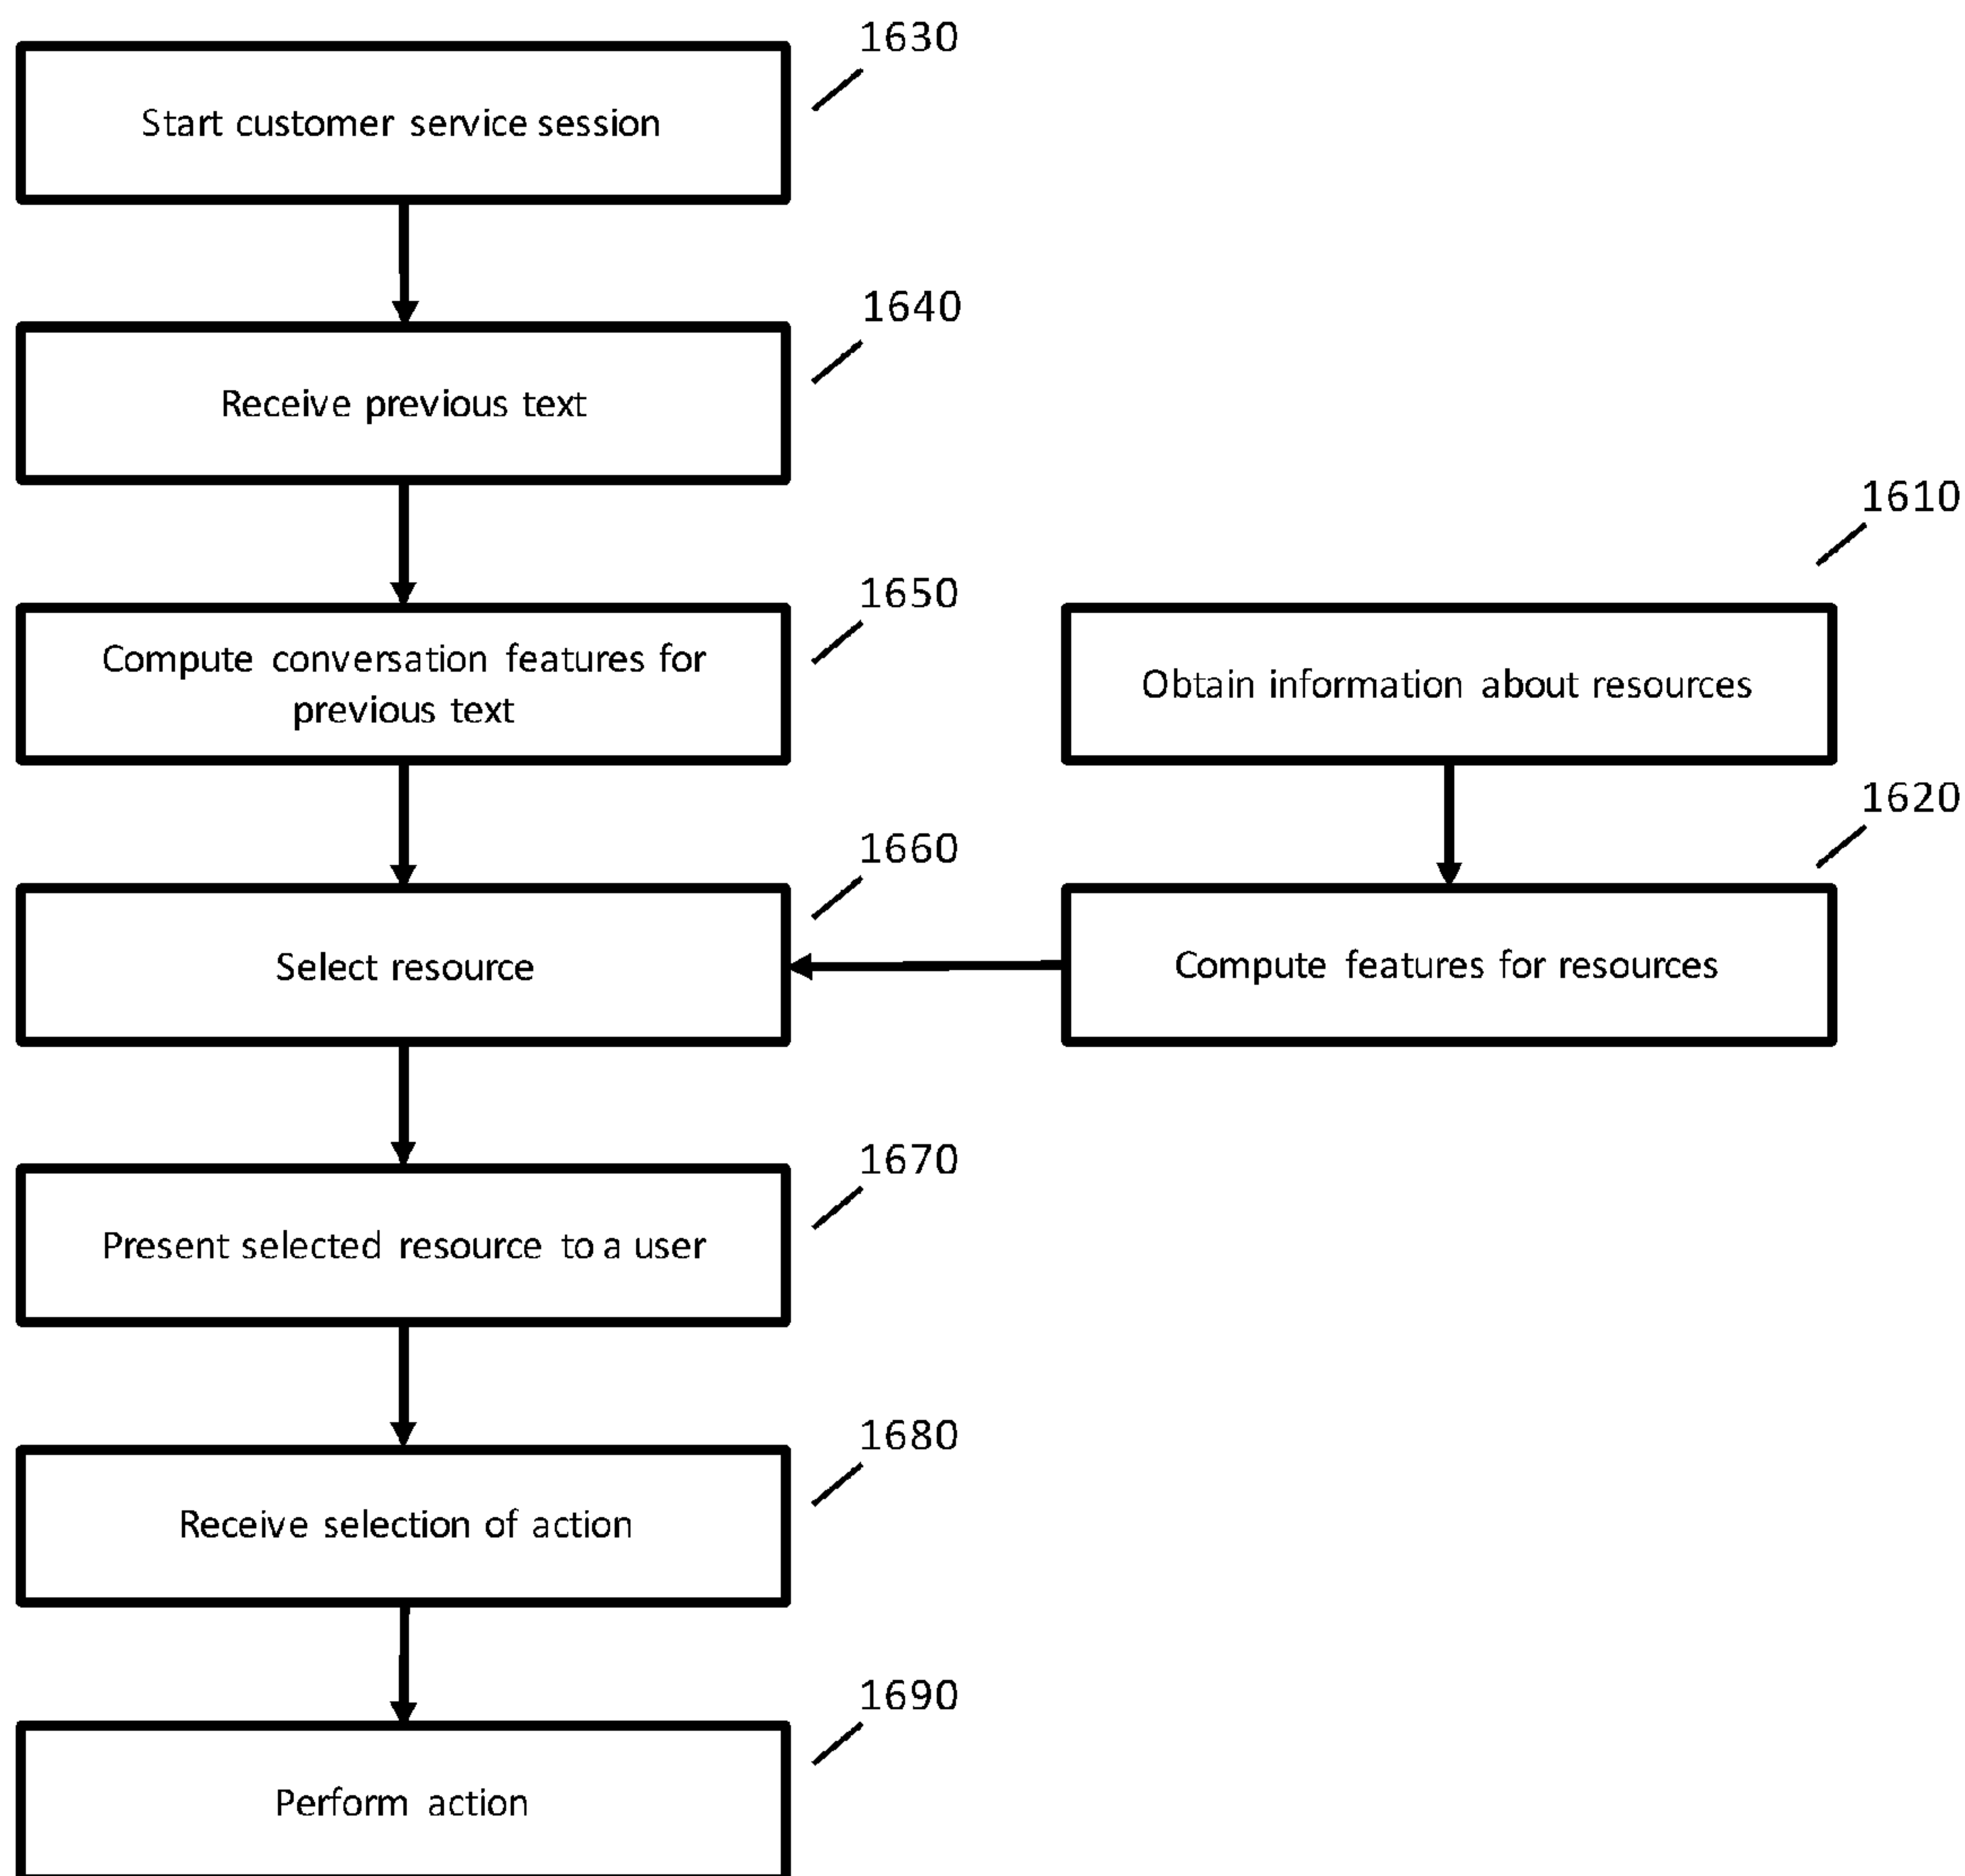 1630
Start customer service session
1640
Receive previous text
1650
Compute conversation features for
previous text
1610
Obtain information about resources
1660
Select resource
1620
Compute features for resources
1670
Present selected resource to a user
1680
Receive selection of action
1690
Perform action